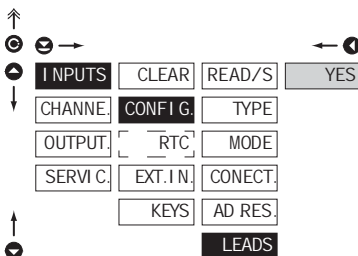 INPUTS CLEAR READ/S YES
CHANNE. CONFIG. TYPE
OUTPUT. RTC MODE
SERVIC. EXT.IN. CONECT.
KEYS AD RES.
LEADS